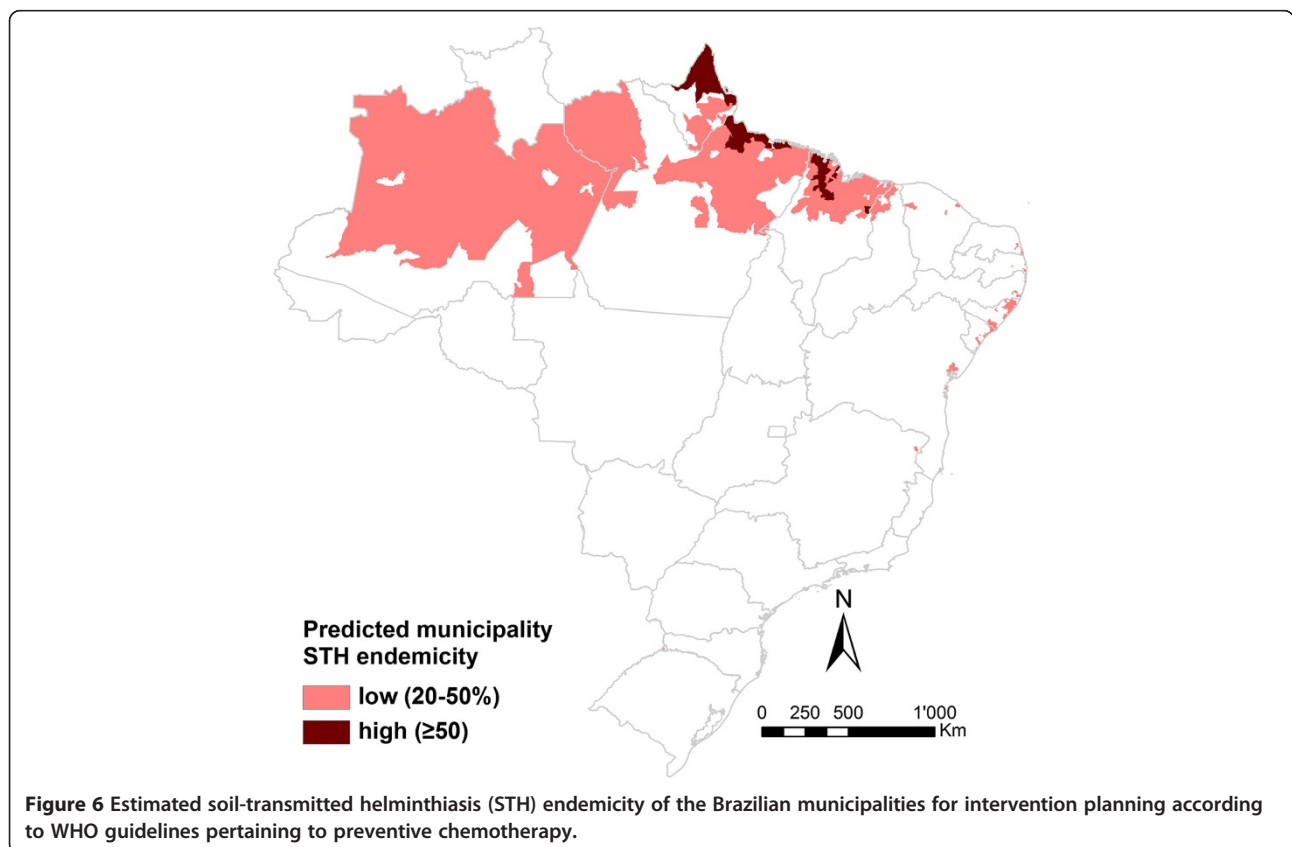 N
Predicted municipality
STH endemicity
low (20-50%)
high (≥50)
0 250 500 1'000
Km
Figure 6 Estimated soil-transmitted helminthiasis (STH) endemicity of the Brazilian municipalities for intervention planning according
to WHO guidelines pertaining to preventive chemotherapy.